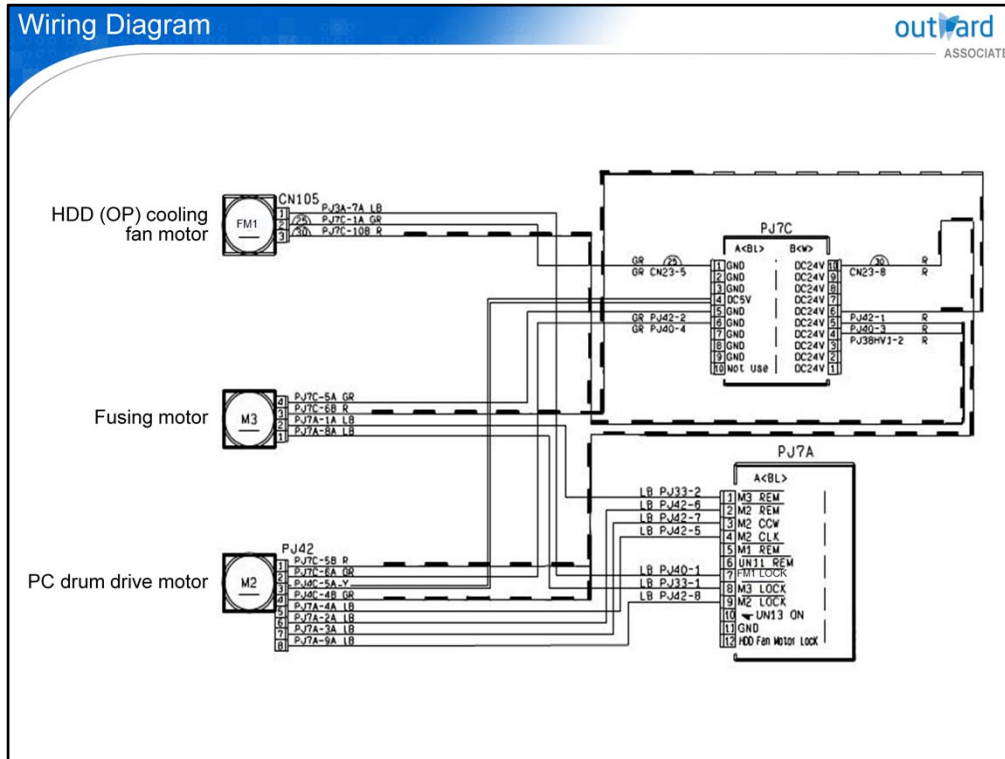 Wiring Diagram
outward
ASSOCIATE
HDD (OP) cooling
fan motor
FM1
CN105
1 PJ3A-7A LB
2 25 PJ7C-1A GR
3 30 PJ7C-10B R
Fusing motor
M3
4 PJ7C-5A GR
3 PJ7C-6B R
2 PJ7A-1A LB
1 PJ7A-8A LB
PC drum drive motor
M2
PJ42
1 PJ7C-5B R
2 PJ7C-6A GR
3 PJ4C-5A-Y
4 PJ4C-4B GR
5 PJ7A-4A LB
6 PJ7A-2A LB
7 PJ7A-3A LB
8 PJ7A-9A LB
PJ7C
A<BL> B<W>
GR 25 1 GND DC24V 10 30 R
GR CN23-5 2 GND DC24V 9 CN23-8 R
3 GND DC24V 8
4 DC5V DC24V 7
5 GND DC24V 6
GR PJ42-2 6 GND DC24V 5 PJ42-1 R
GR PJ40-4 7 GND DC24V 4 PJ40-3 R
8 GND DC24V 3 PJ38HV1-2 R
9 GND DC24V 2
10 Not use DC24V 1
PJ7A
A<BL>
LB PJ33-2 1 M3 REM
LB PJ42-6 2 M2 REM
LB PJ42-7 3 M2 CCW
LB PJ42-5 4 M2 CLK
5 M1 REM
6 UN11 REM
LB PJ40-1 7 FM1 LOCK
LB PJ33-1 8 M3 LOCK
LB PJ42-8 9 M2 LOCK
10 UN13 ON
11 GND
12 HDD Fan Motor Lock